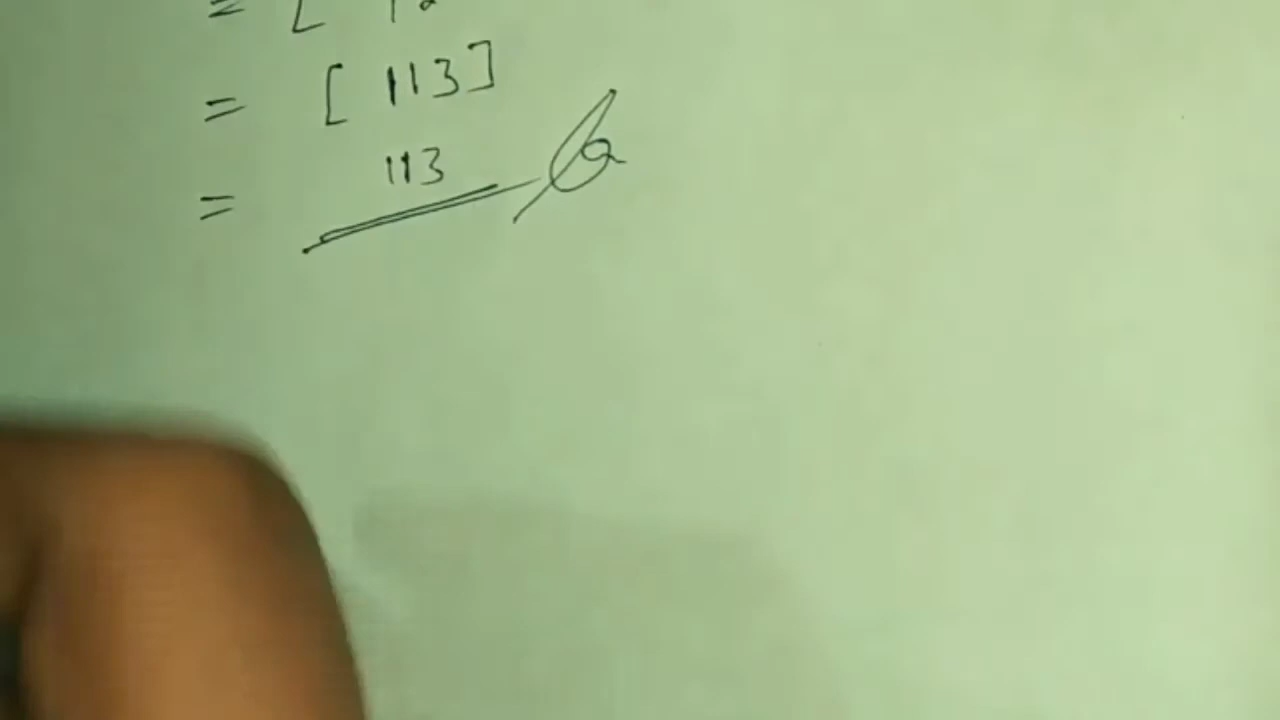 = [
= [ 113 ]
= 113